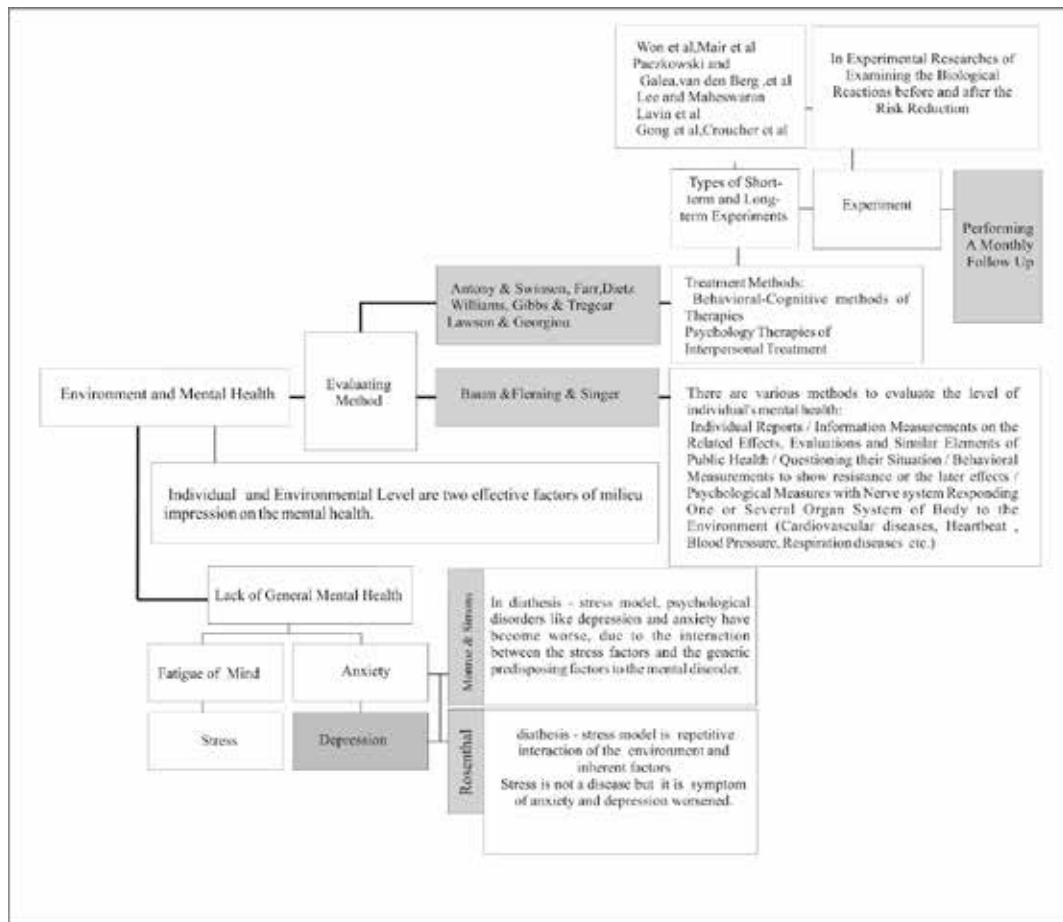 Won et al,Mair et al
Paczkowski and
Galea,van den Berg ,et al
Lee and Maheswaran
Lavin et al
Gong et al,Croucher et al
In Experimental Researches of
Examining the Biological
Reactions before and after the
Risk Reduction
Types of Short-
term and Long-
term Experiments
Experiment
Performing
A Monthly
Follow Up
Antony & Swinsen, Farr,Dietz
Williams, Gibbs & Tregear
Lawson & Georgiou
Treatment Methods:
Behavioral-Cognitive methods of
Therapies
Psychology Therapies of
Interpersonal Treatment
Environment and Mental Health
Evaluating
Method
Baum &Fleming & Singer
There are various methods to evaluate the level of
individual's mental health:
Individual Reports / Information Measurements on the
Related Effects, Evaluations and Similar Elements of
Public Health / Questioning their Situation / Behavioral
Measurements to show resistance or the later effects /
Psychological Measures with Nerve system Responding
One or Several Organ System of Body to the
Environment (Cardiovascular diseases, Heartbeat ,
Blood Pressure, Respiration diseases etc.)
Individual and Environmental Level are two effective factors of milieu
impression on the mental health.
Lack of General Mental Health
Fatigue of Mind
Anxiety
Stress
Depression
& Simons
In diathesis - stress model, psychological
disorders like depression and anxiety have
become worse, due to the interaction
between the stress factors and the genetic
predisposing factors to the mental disorder.
Rosenthal
diathesis - stress model is repetitive
interaction of the environment and
inherent factors
Stress is not a disease but it is symptom
of anxiety and depression worsened.